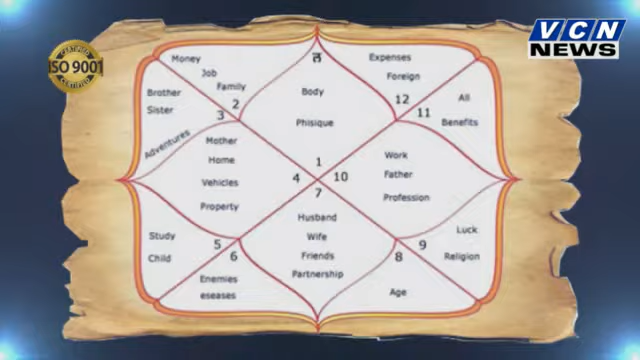 VCN
NEWS
CERTIFIED
ISO 9001
CERTIFIED
ल
Money
Job
Family
2
Brother
Sister
3
Adventures
Body
Phisique
1
Expenses
Foreign
12
11
All
Benefits
Mother
Home
4
Vehicles
Property
Work
10
Father
Profession
7
Husband
Wife
Friends
Partnership
Study
5
Child
6
Enemies
eseases
8
Age
9
Luck
Religion